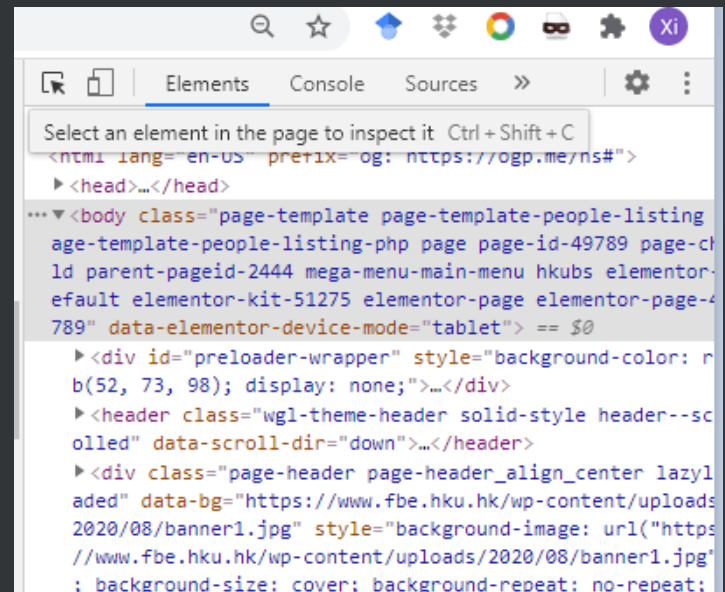 Xi
Elements Console Sources »
Select an element in the page to inspect it Ctrl + Shift + C
<html lang="en-US" prefix="og: https://ogp.me/ns#">
▶<head>…</head>
…▼<body class="page-template page-template-people-listing
age-template-people-listing-php page page-id-49789 page-ch
ld parent-pageid-2444 mega-menu-main-menu hkubs elementor-
efault elementor-kit-51275 elementor-page elementor-page-4
789" data-elementor-device-mode="tablet"> == $0
▶<div id="preloader-wrapper" style="background-color: r
b(52, 73, 98); display: none;">…</div>
▶<header class="wgl-theme-header solid-style header--sc
olled" data-scroll-dir="down">…</header>
▶<div class="page-header page-header_align_center lazyl
aded" data-bg="https://www.fbe.hku.hk/wp-content/uploads
2020/08/banner1.jpg" style="background-image: url("https
//www.fbe.hku.hk/wp-content/uploads/2020/08/banner1.jpg"
; background-size: cover; background-repeat: no-repeat;